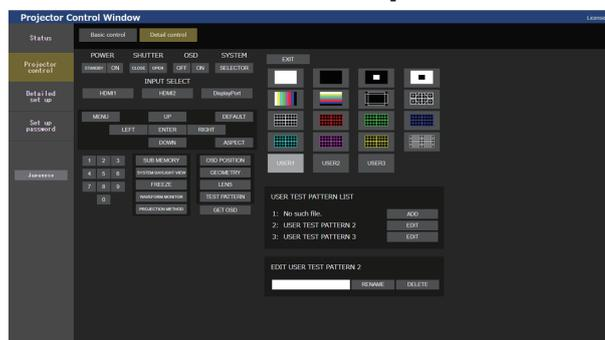 Projector Control Window
License
Status
Projector control
Detailed set up
Set up password
Japanese
Basic control
Detail control
POWER
SHUTTER
OSD
SYSTEM
STANDBY
ON
CLOSE
OPEN
OFF
ON
SELECTOR
INPUT SELECT
HDMI1
HDMI2
DisplayPort
MENU
UP
DEFAULT
LEFT
ENTER
RIGHT
DOWN
ASPECT
1 2 3
4 5 6
7 8 9
0
SUB MEMORY
SYSTEM DAYLIGHT VIEW
FREEZE
WAVEFORM MONITOR
PROJECTION METHOD
OSD POSITION
GEOMETRY
LENS
TEST PATTERN
GET OSD
EXIT
USER1
USER2
USER3
USER TEST PATTERN LIST
1: No such file.
ADD
2: USER TEST PATTERN 2
EDIT
3: USER TEST PATTERN 3
EDIT
EDIT USER TEST PATTERN 2
RENAME
DELETE